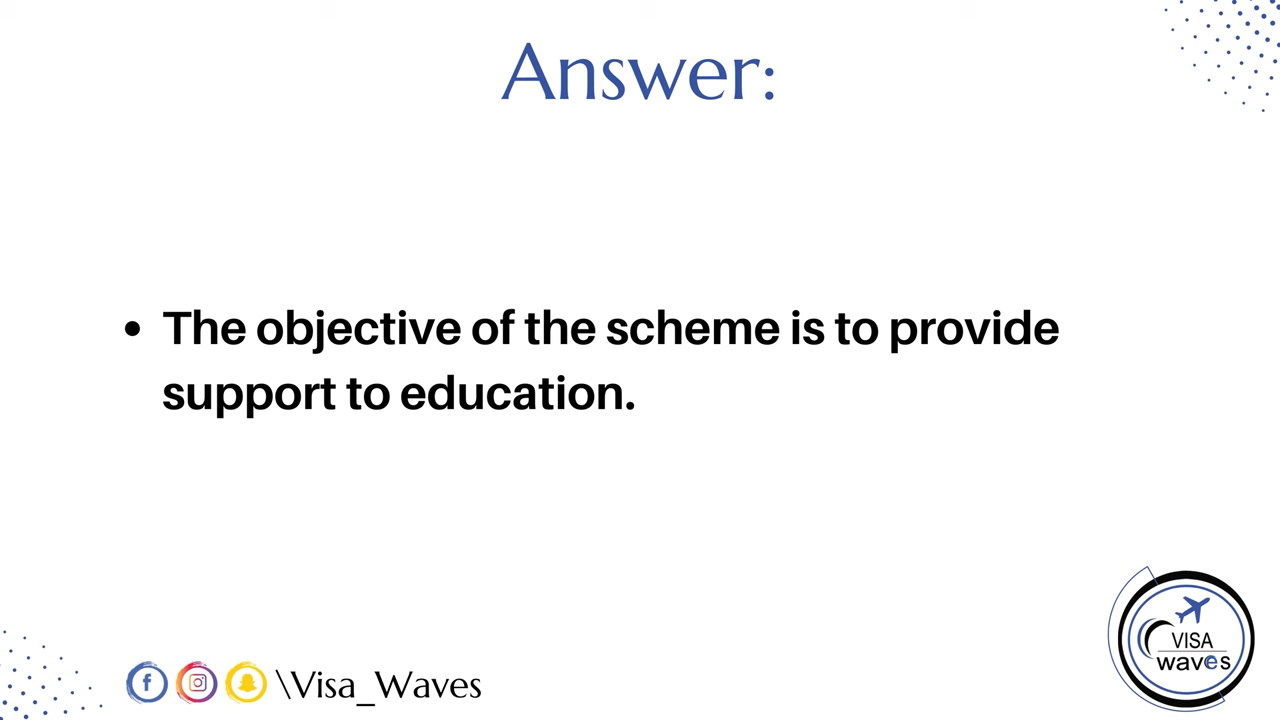 Answer:
• The objective of the scheme is to provide
support to education.
\Visa_Waves
VISA
waves